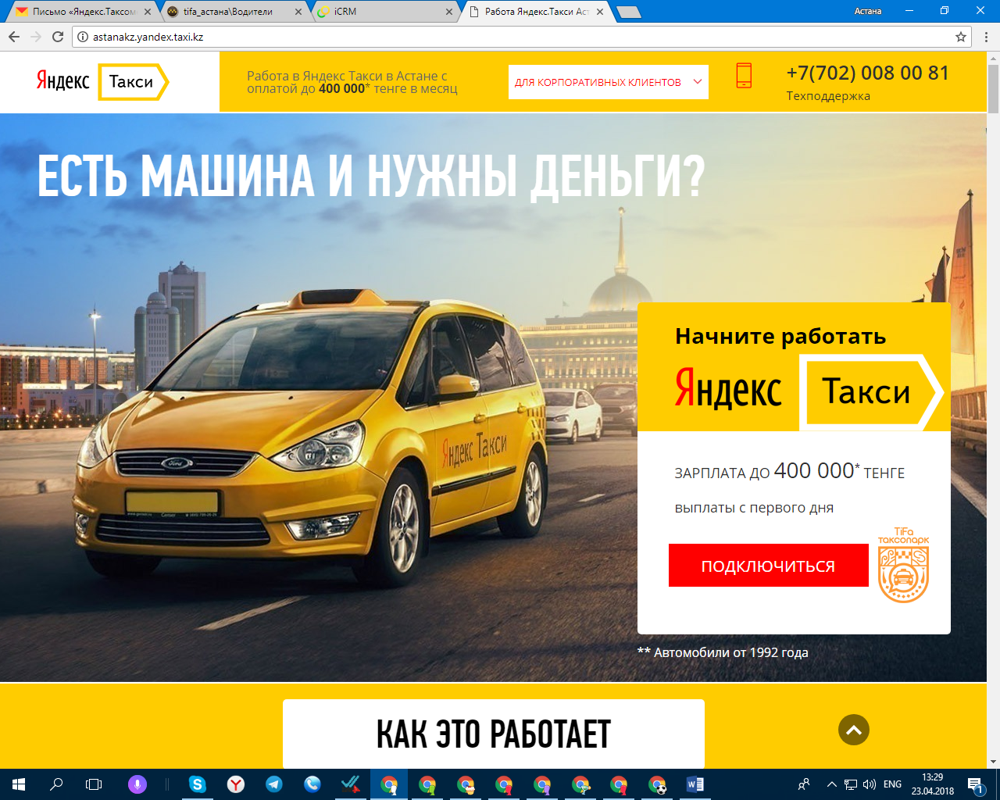 Письмо «Яндекс.Таксом
tifa_астана\Водители
iCRM
Работа Яндекс.Такси Аст
Астана
astanakz.yandex.taxi.kz
Яндекс Такси
Работа в Яндекс Такси в Астане с
оплатой до 400 000* тенге в месяц
ДЛЯ КОРПОРАТИВНЫХ КЛИЕНТОВ
+7(702) 008 00 81
Техподдержка
ЕСТЬ МАШИНА И НУЖНЫ ДЕНЬГИ?
Яндекс Такси
Ford
Начните работать
Яндекс Такси
ЗАРПЛАТА ДО 400 000* ТЕНГЕ
выплаты с первого дня
ПОДКЛЮЧИТЬСЯ
TiFa
таксопарк
** Автомобили от 1992 года
КАК ЭТО РАБОТАЕТ
ENG
13:29
23.04.2018
1